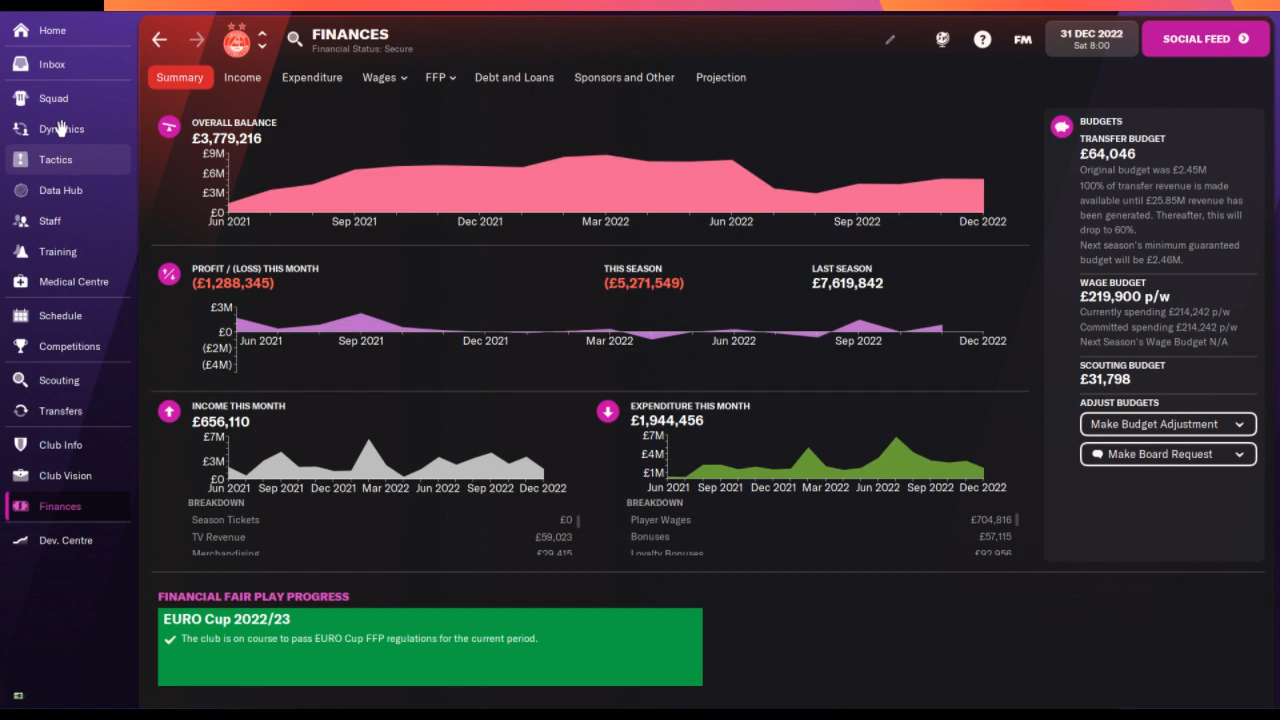 Home
Inbox
Squad
Tactics
Data Hub
Staff
Training
Medical Centre
Schedule
Competitions
Scouting
Transfers
Club Info
Club Vision
Finances
Dev. Centre
FINANCES
Financial Status: Secure
FM
31 DEC 2022
Sat 8:00
SOCIAL FEED
Summary Income Expenditure Wages FFP Debt and Loans Sponsors and Other Projection
OVERALL BALANCE
£3,779,216
£9M
£6M
£3M
£0
Jun 2021 Sep 2021 Dec 2021 Mar 2022 Jun 2022 Sep 2022 Dec 2022
PROFIT / (LOSS) THIS MONTH
(£1,288,345)
THIS SEASON
(£5,271,549)
LAST SEASON
£7,619,842
£3M
£0
(£2M)
(£4M)
Jun 2021 Sep 2021 Dec 2021 Mar 2022 Jun 2022 Sep 2022 Dec 2022
INCOME THIS MONTH
£656,110
£7M
£3M
£0
Jun 2021 Sep 2021 Dec 2021 Mar 2022 Jun 2022 Sep 2022 Dec 2022
BREAKDOWN
Season Tickets £0
TV Revenue £59,023
Merchandising £29,415
EXPENDITURE THIS MONTH
£1,944,456
£7M
£4M
£1M
Jun 2021 Sep 2021 Dec 2021 Mar 2022 Jun 2022 Sep 2022 Dec 2022
BREAKDOWN
Player Wages £704,816
Bonuses £57,115
Loyalty Bonuses £92,956
BUDGETS
TRANSFER BUDGET
£64,046
Original budget was £2.45M
100% of transfer revenue is made
available until £25.85M revenue has
been generated. Thereafter, this will
drop to 60%.
Next season's minimum guaranteed
budget will be £2.46M.
WAGE BUDGET
£219,900 p/w
Currently spending £214,242 p/w
Committed spending £214,242 p/w
Next Season's Wage Budget N/A
SCOUTING BUDGET
£31,798
ADJUST BUDGETS
Make Budget Adjustment
Make Board Request
FINANCIAL FAIR PLAY PROGRESS
EURO Cup 2022/23
The club is on course to pass EURO Cup FFP regulations for the current period.